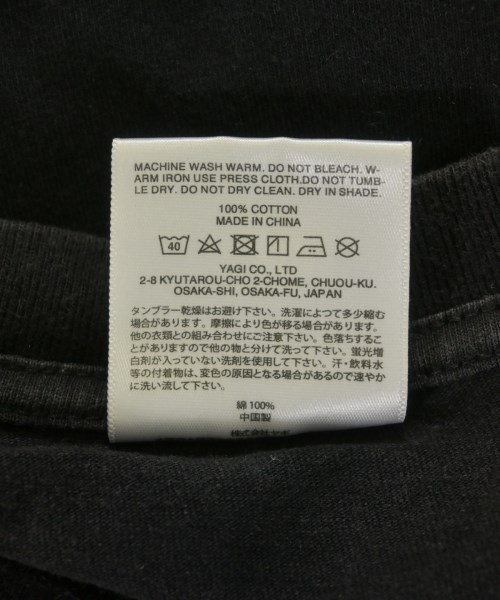 MACHINE WASH WARM. DO NOT BLEACH. W-
ARM IRON USE PRESS CLOTH.DO NOT TUMB-
LE DRY. DO NOT DRY CLEAN. DRY IN SHADE.
100% COTTON
MADE IN CHINA
40
YAGI CO., LTD
2-8 KYUTAROU-CHO 2-CHOME, CHUOU-KU.
OSAKA-SHI, OSAKA-FU, JAPAN
タンブラー乾燥はお避け下さい。洗濯によつて多少縮む
場合があります。摩擦により色が移る場合があります。
他の衣類との組み合わせにご注意下さい。色落ちするこ
とがありますので他の物と分けて洗って下さい。蛍光増
白剤が入っていない洗剤を使用して下さい。汗・飲料水
等の付着物は、変色の原因となる場合があるので速やか
に洗い流して下さい。
綿 100%
中国製
株式会社ヤギ